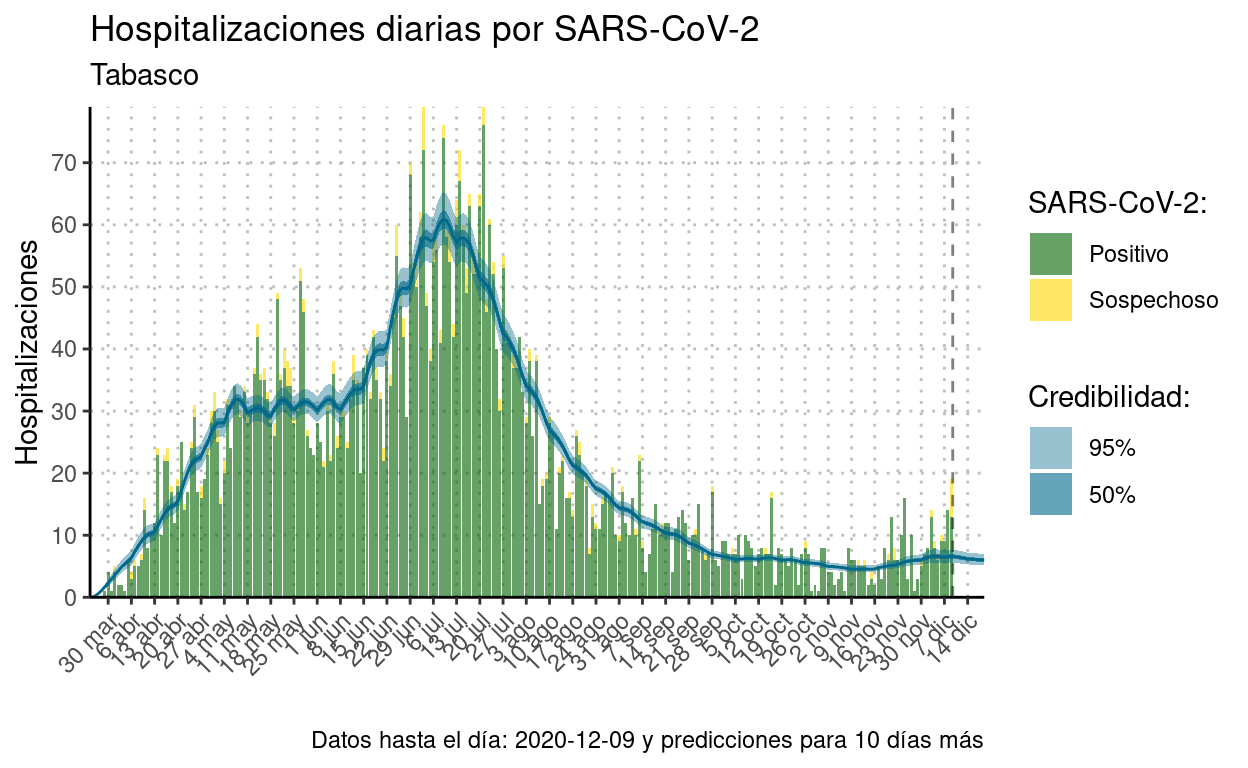 Hospitalizaciones diarias por SARS-CoV-2
Tabasco
Hospitalizaciones
70
60
50
40
30
20
10
0
30 mar
6 abr
13 abr
20 abr
27 abr
4 may
11 may
18 may
25 may
1 jun
8 jun
15 jun
22 jun
29 jun
6 jul
13 jul
20 jul
27 jul
3 ago
10 ago
17 ago
24 ago
31 ago
7 sep
14 sep
21 sep
28 sep
5 oct
12 oct
19 oct
26 oct
2 nov
9 nov
16 nov
23 nov
30 nov
7 dic
14 dic
SARS-CoV-2:
Positivo
Sospechoso
Credibilidad:
95%
50%
Datos hasta el día: 2020-12-09 y predicciones para 10 días más